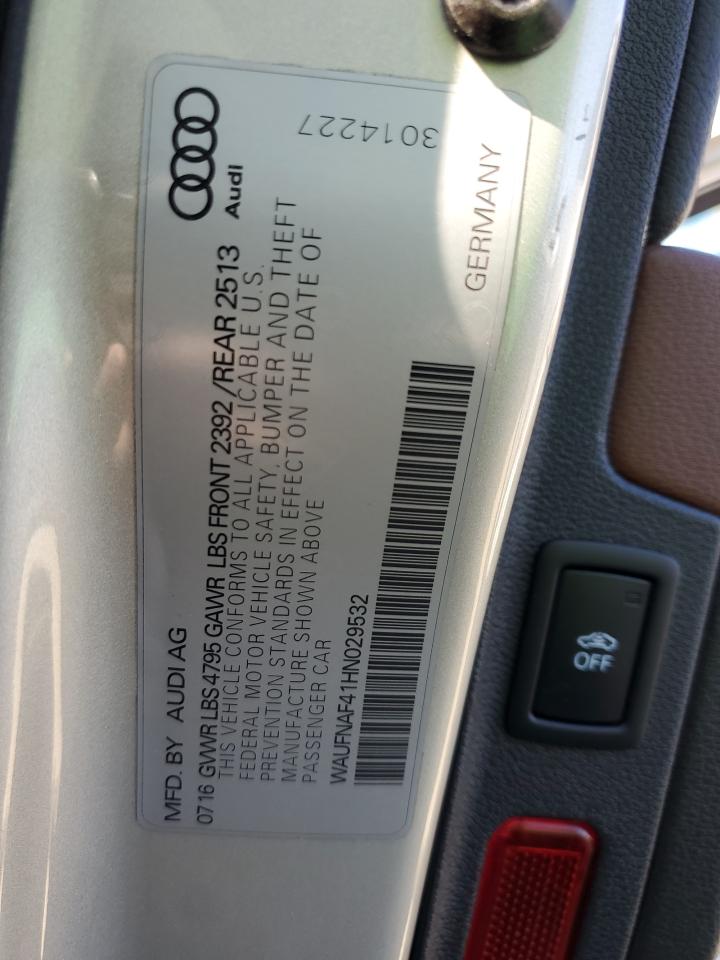 Audi
3014227
MFD. BY AUDI AG
0716 GVWR LBS 4795 GAWR LBS FRONT 2392 /REAR 2513
THIS VEHICLE CONFORMS TO ALL APPLICABLE U.S.
FEDERAL MOTOR VEHICLE SAFETY, BUMPER AND THEFT
PREVENTION STANDARDS IN EFFECT ON THE DATE OF
MANUFACTURE SHOWN ABOVE
PASSENGER CAR
WAUFNAF41HN029532
GERMANY
OFF